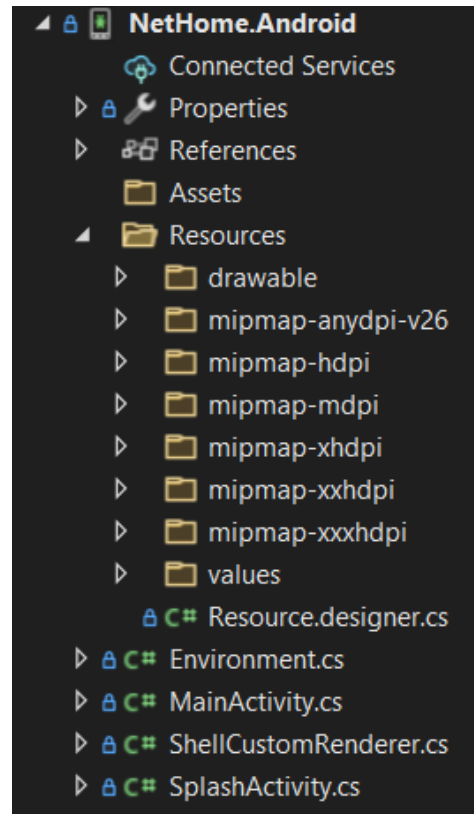 NetHome.Android
Connected Services
Properties
References
Assets
Resources
drawable
mipmap-anydpi-v26
mipmap-hdpi
mipmap-mdpi
mipmap-xhdpi
mipmap-xxhdpi
mipmap-xxxhdpi
values
C# Resource.designer.cs
C# Environment.cs
C# MainActivity.cs
C# ShellCustomRenderer.cs
C# SplashActivity.cs